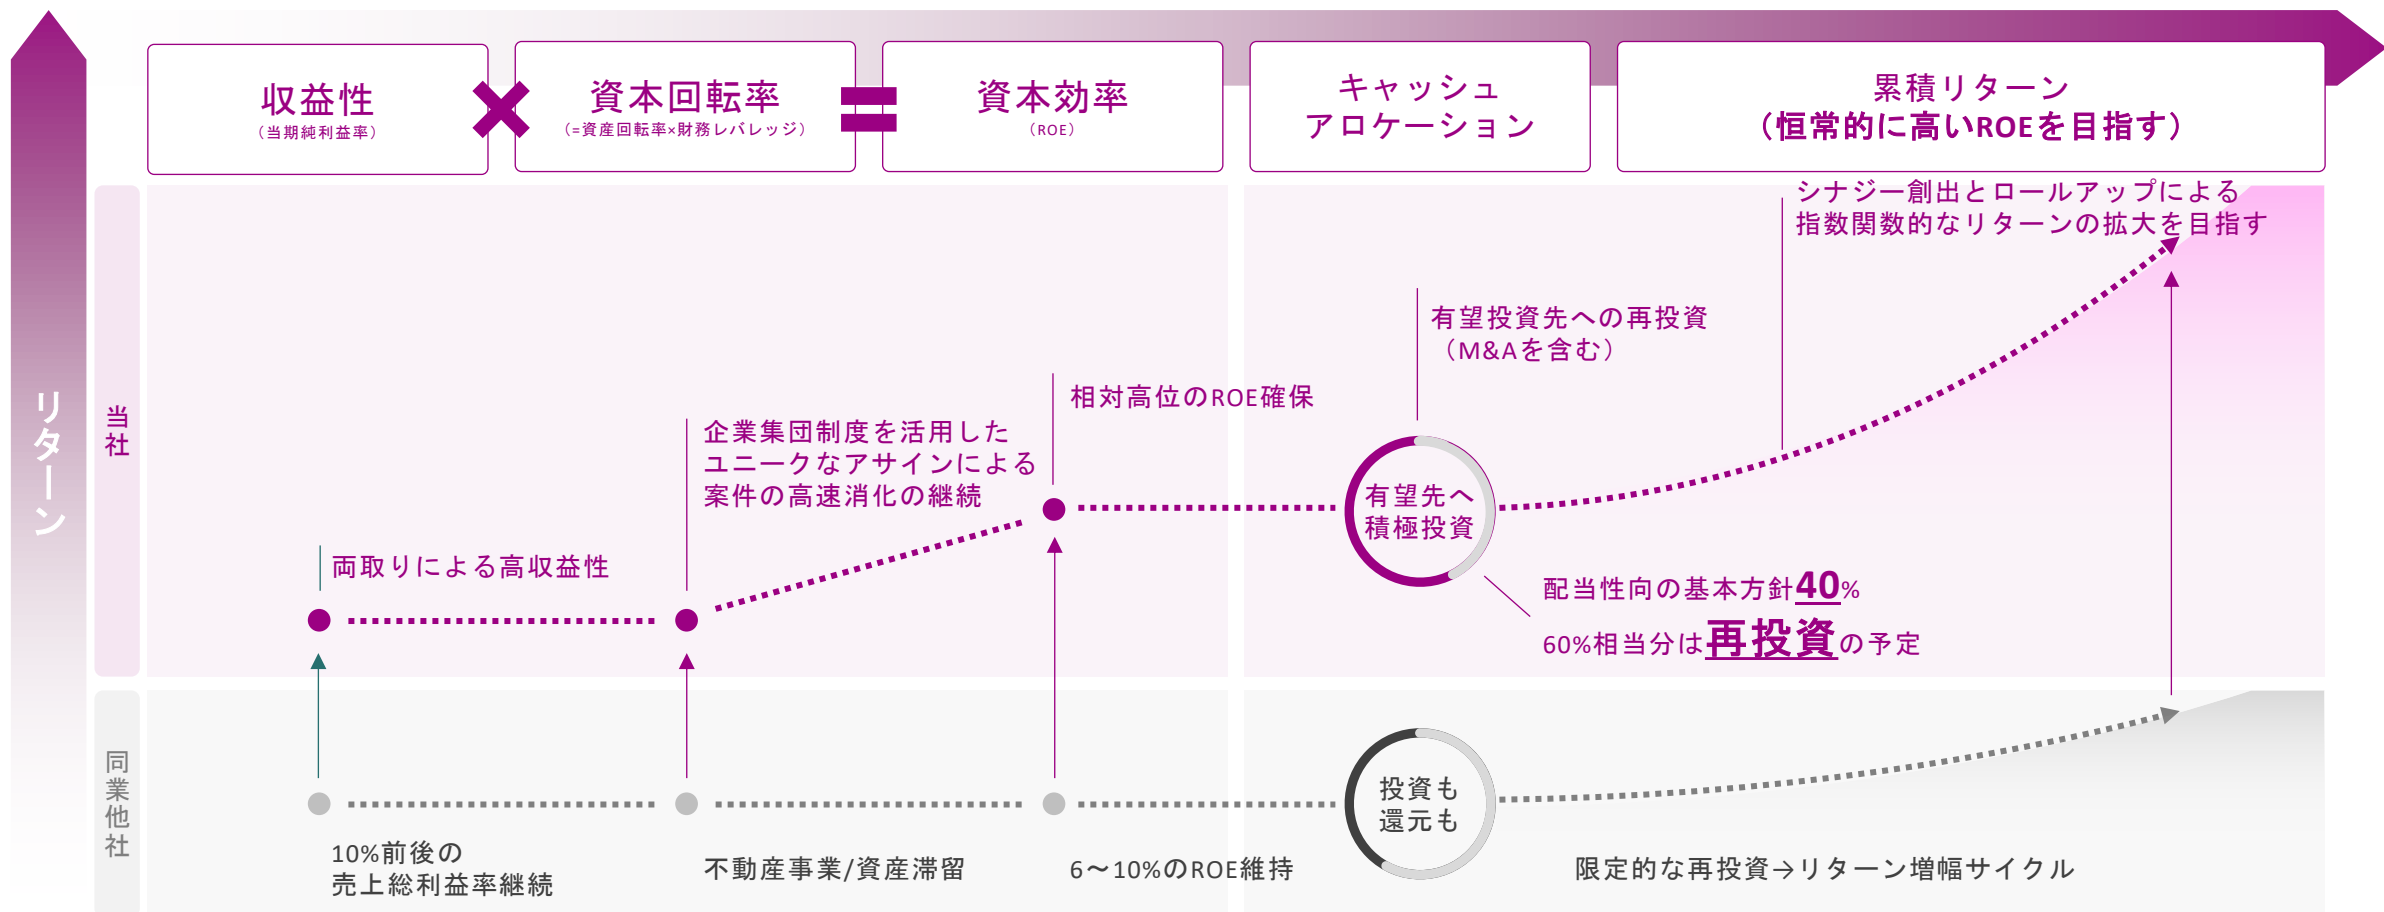 収益性
（当期純利益率）
資本回転率
（=資産回転率×財務レバレッジ）
資本効率
（ROE）
キャッシュ
アロケーション
累積リターン
（恒常的に高いROEを目指す）
リターン
当社
シナジー創出とロールアップによる
指数関数的なリターンの拡大を目指す
有望投資先への再投資
（M&Aを含む）
相対高位のROE確保
企業集団制度を活用した
ユニークなアサインによる
案件の高速消化の継続
両取りによる高収益性
有望先へ
積極投資
配当性向の基本方針40%
60%相当分は再投資の予定
同業他社
投資も
還元も
10%前後の
売上総利益率継続
不動産事業/資産滞留
6～10%のROE維持
限定的な再投資→リターン増幅サイクル